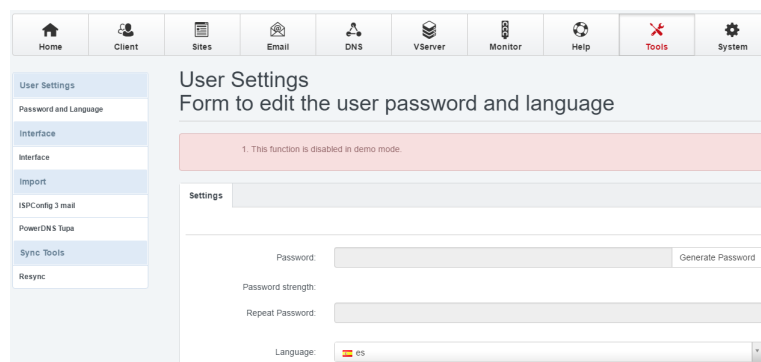 Home Client Sites Email DNS VServer Monitor Help Tools System
User Settings
Password and Language
Interface
Interface
Import
ISPConfig 3 mail
PowerDNS Tupa
Sync Tools
Resync
User Settings
Form to edit the user password and language
1. This function is disabled in demo mode.
Settings
Password: Generate Password
Password strength:
Repeat Password:
Language: es